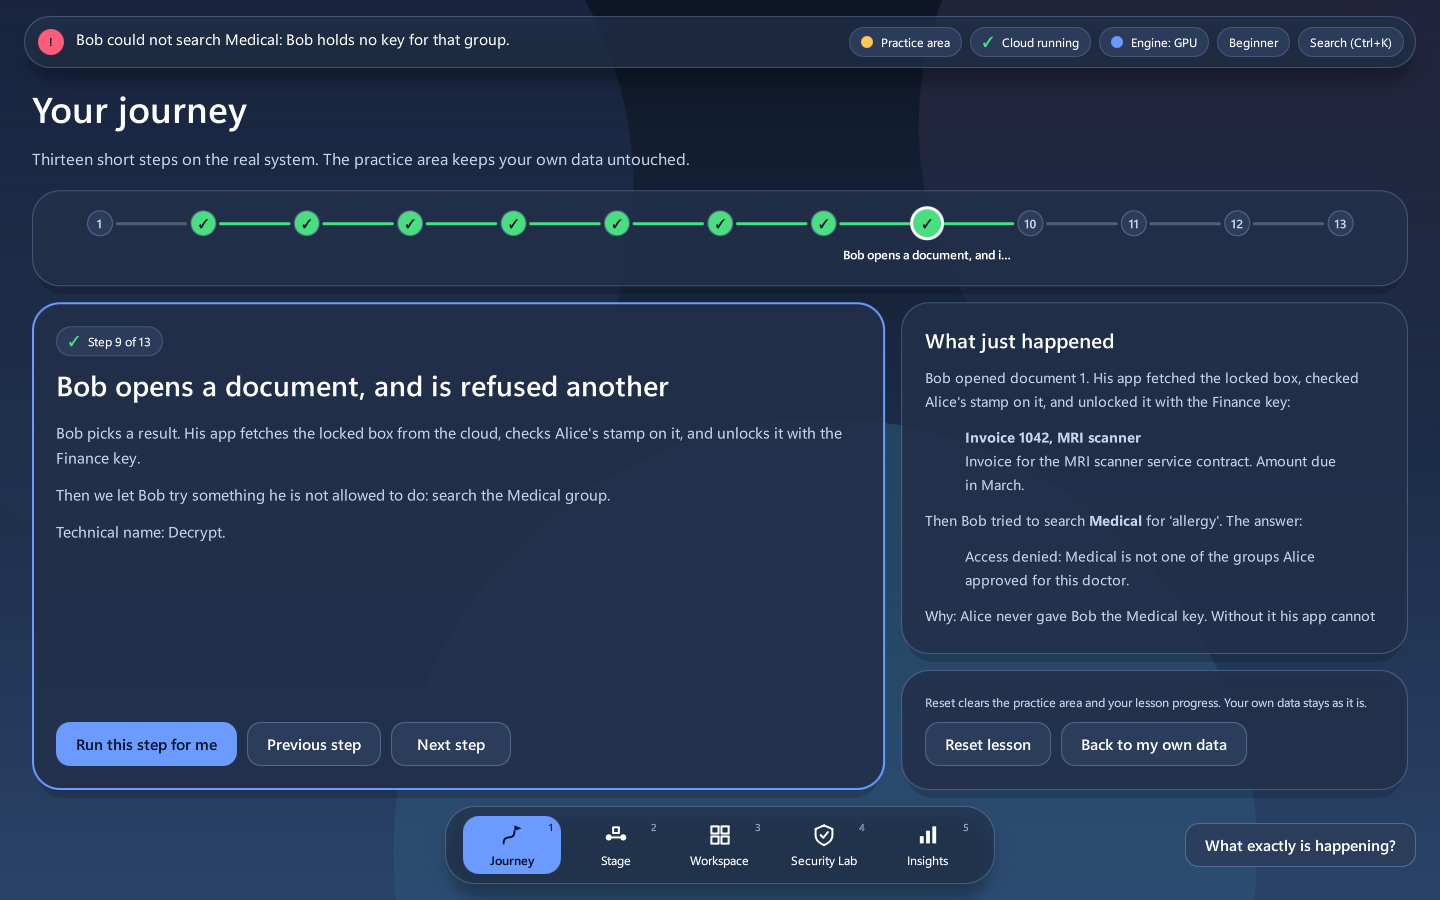 ! Bob could not search Medical: Bob holds no key for that group.
Practice area
✓ Cloud running
Engine: GPU
Beginner
Search (Ctrl+K)
Your journey
Thirteen short steps on the real system. The practice area keeps your own data untouched.
1 ✓ ✓ ✓ ✓ ✓ ✓ ✓ ✓ 10 11 12 13
Bob opens a document, and i...
✓ Step 9 of 13
Bob opens a document, and is refused another
Bob picks a result. His app fetches the locked box from the cloud, checks Alice's stamp on it, and unlocks it with the
Finance key.
Then we let Bob try something he is not allowed to do: search the Medical group.
Technical name: Decrypt.
Run this step for me
Previous step
Next step
What just happened
Bob opened document 1. His app fetched the locked box, checked
Alice's stamp on it, and unlocked it with the Finance key:
Invoice 1042, MRI scanner
Invoice for the MRI scanner service contract. Amount due
in March.
Then Bob tried to search Medical for 'allergy'. The answer:
Access denied: Medical is not one of the groups Alice
approved for this doctor.
Why: Alice never gave Bob the Medical key. Without it his app cannot
Reset clears the practice area and your lesson progress. Your own data stays as it is.
Reset lesson
Back to my own data
Journey 1
Stage 2
Workspace 3
Security Lab 4
Insights 5
What exactly is happening?